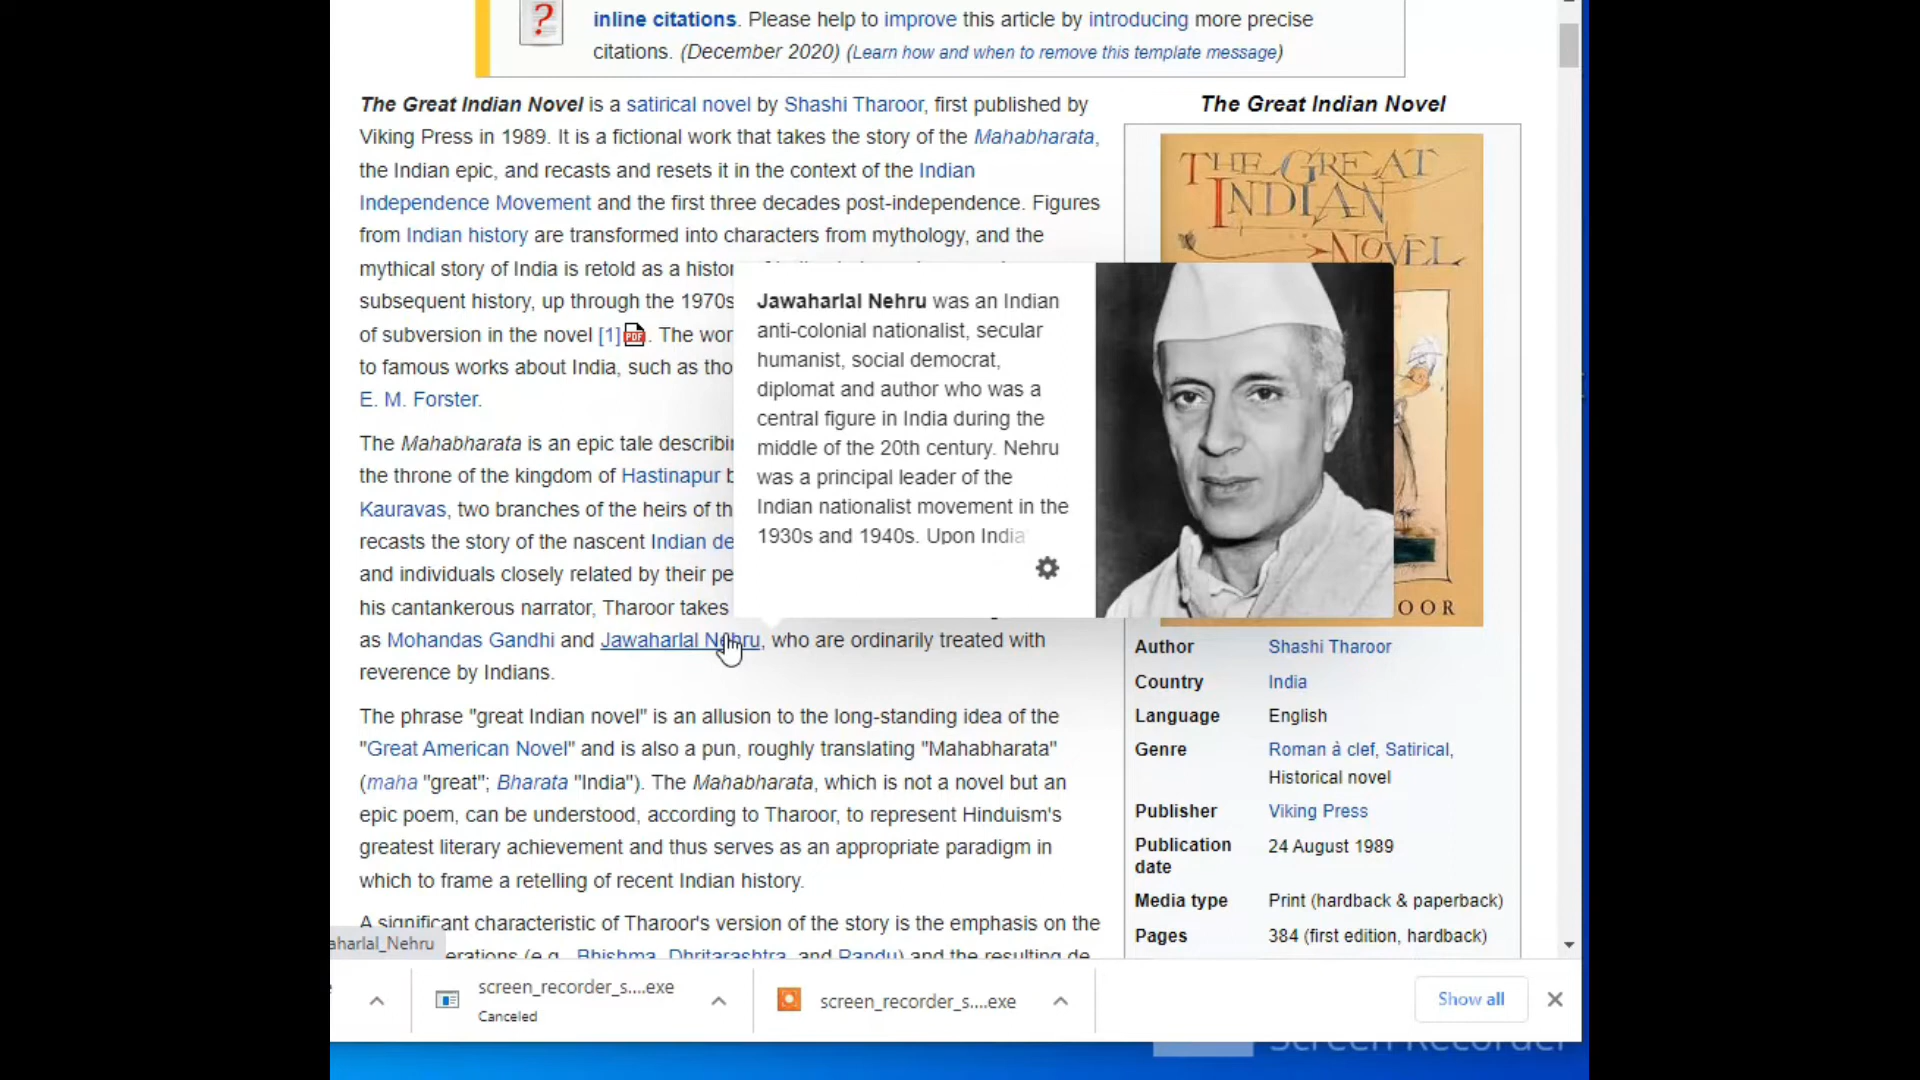 inline citations. Please help to improve this article by introducing more precise
citations. (December 2020) (Learn how and when to remove this template message)
The Great Indian Novel is a satirical novel by Shashi Tharoor, first published by
Viking Press in 1989. It is a fictional work that takes the story of the Mahabharata,
the Indian epic, and recasts and resets it in the context of the Indian
Independence Movement and the first three decades post-independence. Figures
from Indian history are transformed into characters from mythology, and the
mythical story of India is retold as a histor
subsequent history, up through the 1970s
of subversion in the novel [1] PDF. The wor
to famous works about India, such as tho
E. M. Forster.
The Mahabharata is an epic tale describin
the throne of the kingdom of Hastinapur b
Kauravas, two branches of the heirs of th
recasts the story of the nascent Indian de
and individuals closely related by their pe
his cantankerous narrator, Tharoor takes
as Mohandas Gandhi and Jawaharlal Nehru, who are ordinarily treated with
reverence by Indians.
Jawaharlal Nehru was an Indian
anti-colonial nationalist, secular
humanist, social democrat,
diplomat and author who was a
central figure in India during the
middle of the 20th century. Nehru
was a principal leader of the
Indian nationalist movement in the
1930s and 1940s. Upon India'
The phrase "great Indian novel" is an allusion to the long-standing idea of the
"Great American Novel" and is also a pun, roughly translating "Mahabharata"
(maha "great"; Bharata "India"). The Mahabharata, which is not a novel but an
epic poem, can be understood, according to Tharoor, to represent Hinduism's
greatest literary achievement and thus serves as an appropriate paradigm in
which to frame a retelling of recent Indian history.
A significant characteristic of Tharoor's version of the story is the emphasis on the
erations (e.g., Bhishma, Dhritarashtra, and Pandu) and the resulting de
aharlal_Nehru
The Great Indian Novel
THE GREAT
INDIAN
NOVEL
OOR
Author Shashi Tharoor
Country India
Language English
Genre Roman à clef, Satirical,
Historical novel
Publisher Viking Press
Publication date 24 August 1989
Media type Print (hardback & paperback)
Pages 384 (first edition, hardback)
screen_recorder_s....exe
Canceled
screen_recorder_s....exe
Show all
Screen Recorder